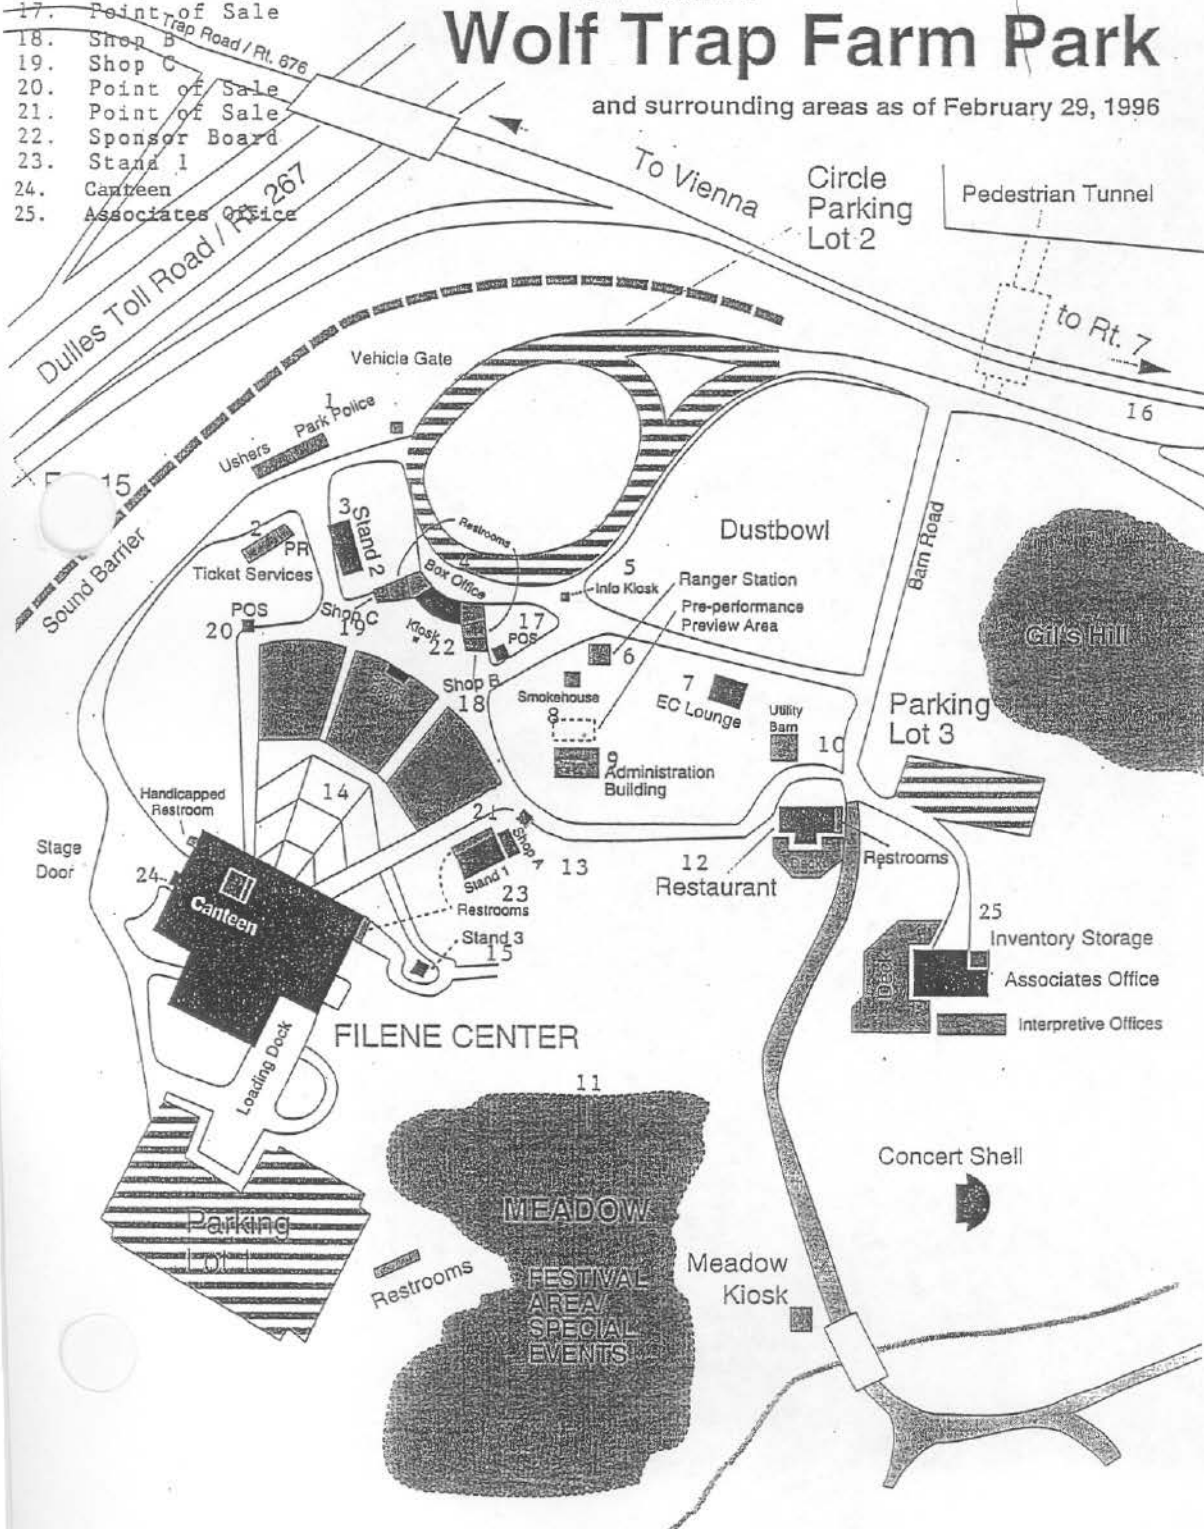 17. Point of Sale
18. Shop B
19. Shop C
20. Point of Sale
21. Point of Sale
22. Sponsor Board
23. Stand 1
24. Canteen
25. Associates Office
Trap Road / Rt. 676
Wolf Trap Farm Park
and surrounding areas as of February 29, 1996
To Vienna
Circle
Parking
Lot 2
Pedestrian Tunnel
to Rt. 7
16
Dulles Toll Road / Rt. 267
Vehicle Gate
1
Park Police
Ushers
15
Sound Barrier
2
PR
Ticket Services
3
Stand 2
Restrooms
4
Box Office
Dustbowl
Barn Road
Gil's Hill
5
Info Kiosk
Ranger Station
Pre-performance
Preview Area
POS
20
Shop C
19
Kiosk
22
17
POS
Shop B
18
6
Smokehouse
7
EC Lounge
8
Utility
Barn
10
9
Administration
Building
Parking
Lot 3
14
Handicapped
Restroom
Stage
Door
24
Canteen
21
Shop A
Stand 1
23
13
Restrooms
Stand 3
15
12
Restaurant
Deck
Restrooms
25
Inventory Storage
Associates Office
Deck
Interpretive Offices
FILENE CENTER
Loading Dock
11
MEADOW
FESTIVAL
AREA/
SPECIAL
EVENTS
Parking
Lot 1
Restrooms
Concert Shell
Meadow
Kiosk